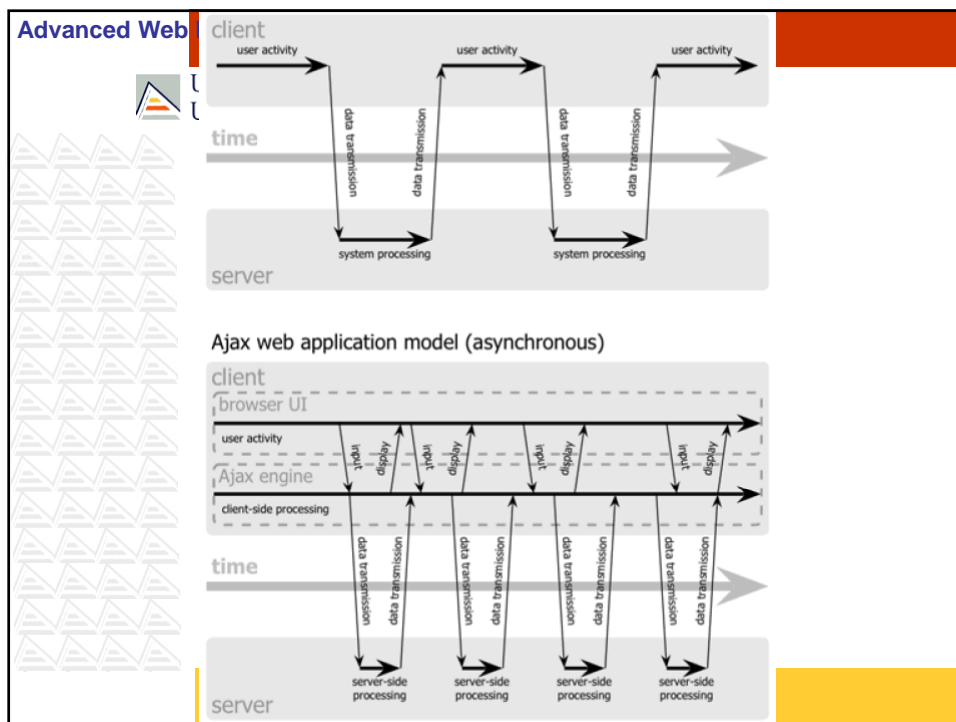 Advanced Web
client
user activity user activity user activity
U
U
data transmission data transmission data transmission data transmission
time
system processing system processing
server
Ajax web application model (asynchronous)
client
browser UI
user activity
input display input display input display input display
Ajax engine
client-side processing
data transmission data transmission data transmission data transmission data transmission data transmission data transmission data transmission
time
server-side server-side server-side server-side
processing processing processing processing
server